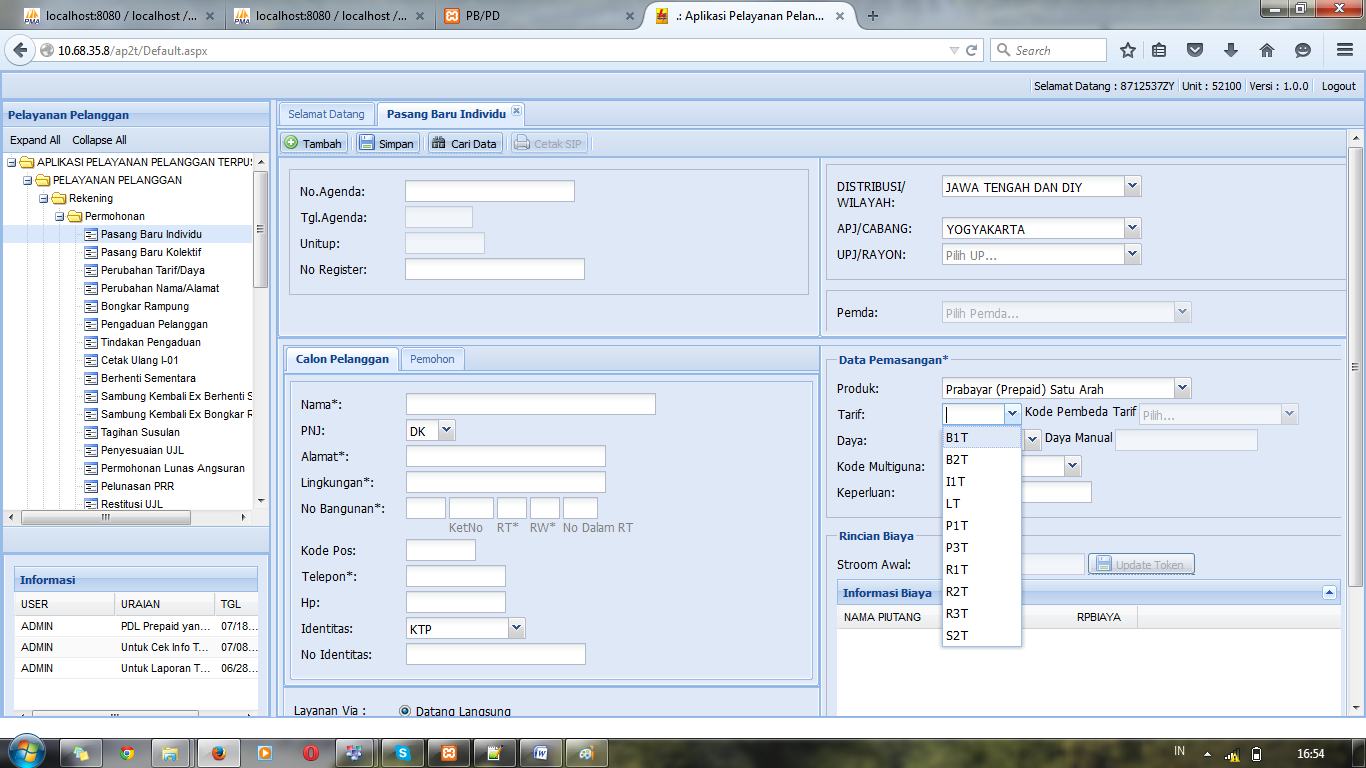 localhost:8080 / localhost /...
localhost:8080 / localhost /...
PB/PD
.: Aplikasi Pelayanan Pelan...
10.68.35.8/ap2t/Default.aspx
Search
Selamat Datang : 8712537ZY
Unit : 52100
Versi : 1.0.0
Logout
Pelayanan Pelanggan
Expand All Collapse All
APLIKASI PELAYANAN PELANGGAN TERPUS
PELAYANAN PELANGGAN
Rekening
Permohonan
Pasang Baru Individu
Pasang Baru Kolektif
Perubahan Tarif/Daya
Perubahan Nama/Alamat
Bongkar Rampung
Pengaduan Pelanggan
Tindakan Pengaduan
Cetak Ulang I-01
Berhenti Sementara
Sambung Kembali Ex Berhenti S
Sambung Kembali Ex Bongkar R
Tagihan Susulan
Penyesuaian UJL
Permohonan Lunas Angsuran
Pelunasan PRR
Restitusi UJL
Informasi
USER URAIAN TGL
ADMIN PDL Prepaid yan... 07/18...
ADMIN Untuk Cek Info T... 07/08...
ADMIN Untuk Laporan T... 06/28...
Selamat Datang
Pasang Baru Individu
Tambah
Simpan
Cari Data
Cetak SIP
No.Agenda:
Tgl.Agenda:
Unitup:
No Register:
DISTRIBUSI/
WILAYAH:
JAWA TENGAH DAN DIY
APJ/CABANG: YOGYAKARTA
UPJ/RAYON: Pilih UP...
Pemda: Pilih Pemda...
Calon Pelanggan
Pemohon
Nama*:
PNJ: DK
Alamat*:
Lingkungan*:
No Bangunan*:
KetNo RT* RW* No Dalam RT
Kode Pos:
Telepon*:
Hp:
Identitas: KTP
No Identitas:
Layanan Via : Datang Langsung
Data Pemasangan*
Produk: Prabayar (Prepaid) Satu Arah
Tarif: Kode Pembeda Tarif Pilih...
Daya: Daya Manual
Kode Multiguna:
Keperluan:
B1T
B2T
I1T
LT
P1T
P3T
R1T
R2T
R3T
S2T
Rincian Biaya
Stroom Awal: Update Token
Informasi Biaya
NAMA PIUTANG RPBIAYA
IN
16:54